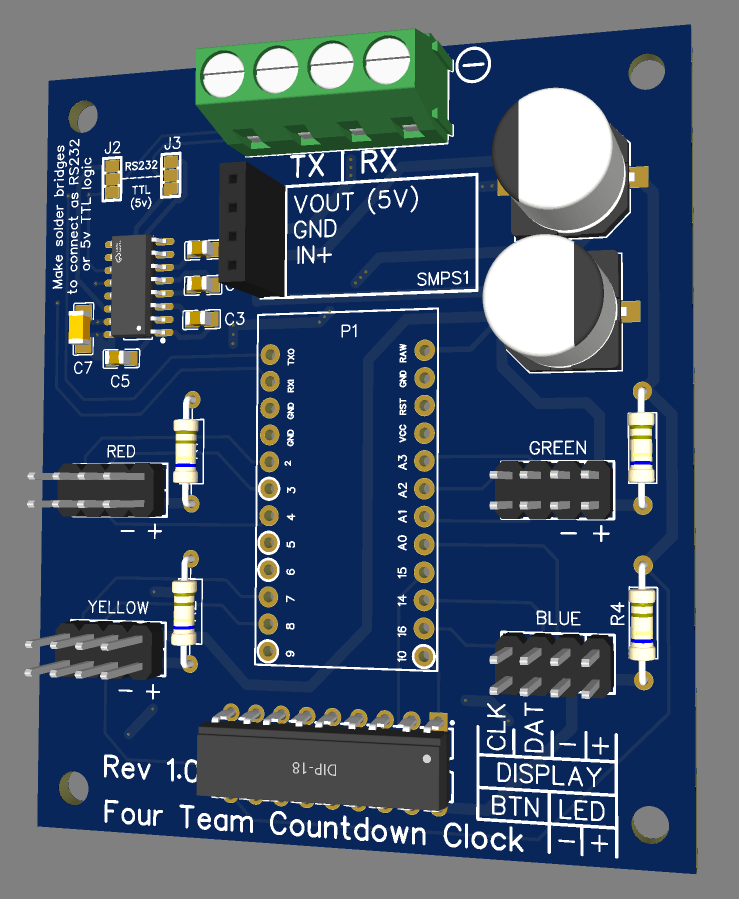 TX RX
J2
J3
RS232
TTL
(5v)
Make solder bridges
to connect as RS232
or 5v TTL logic
VOUT (5V)
GND
IN+
SMPS1
C3
C7
C5
P1
TXO
RXI
GND
GND
2
3
4
5
6
7
8
9
RAW
GND
RST
VCC
A3
A2
A1
A0
15
14
16
10
RED
- +
GREEN
- +
YELLOW
- +
BLUE
R4
CLK
DAT
- +
DISPLAY
BTN LED
- +
DIP-18
Rev 1.0
Four Team Countdown Clock